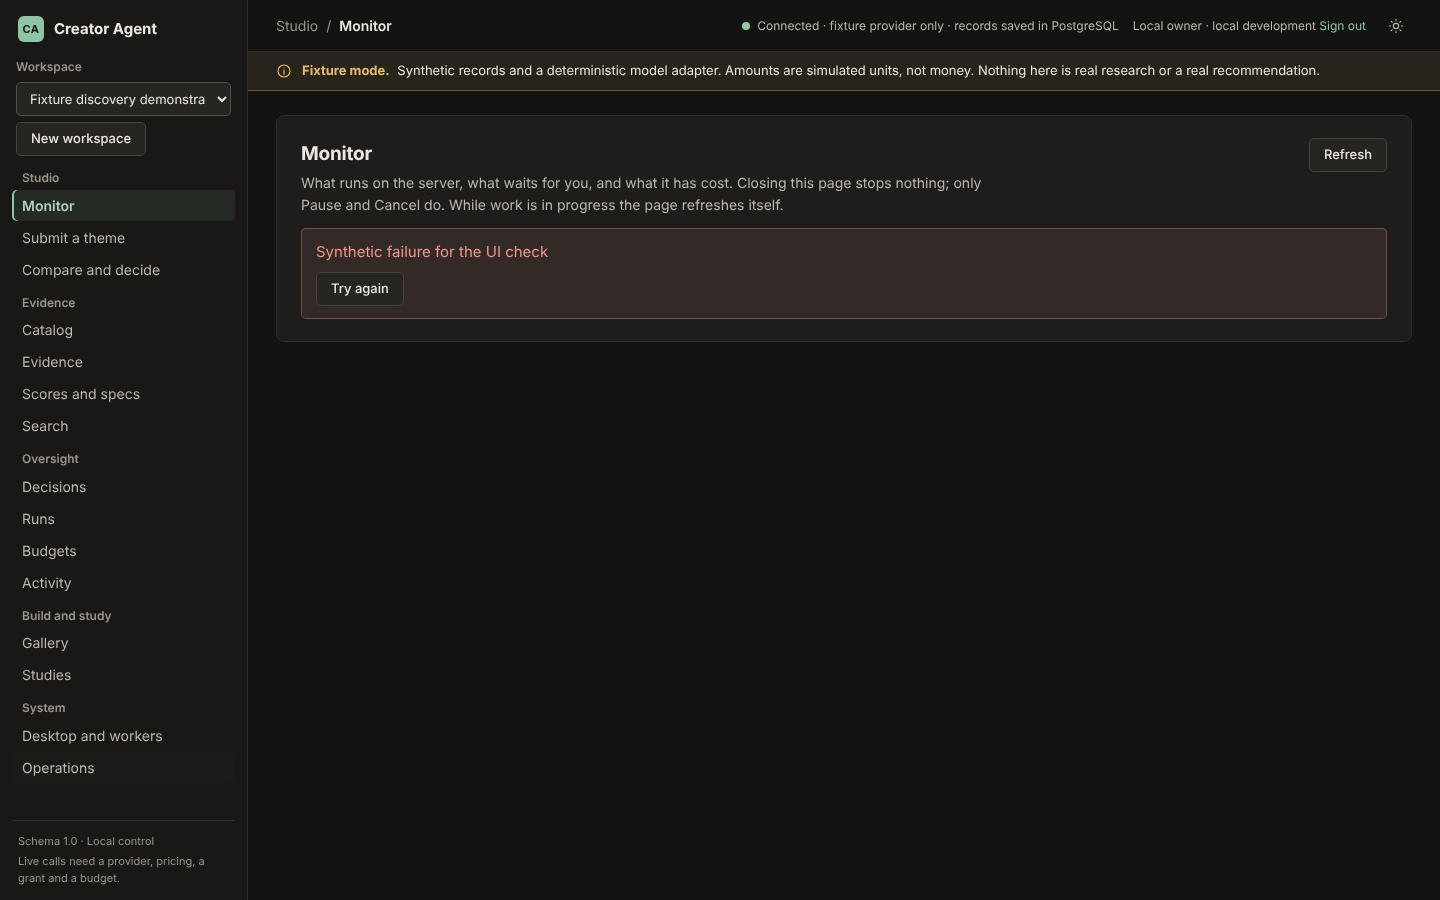 CA Creator Agent
Workspace
Fixture discovery demonstra
New workspace
Studio
Monitor
Submit a theme
Compare and decide
Evidence
Catalog
Evidence
Scores and specs
Search
Oversight
Decisions
Runs
Budgets
Activity
Build and study
Gallery
Studies
System
Desktop and workers
Operations
Schema 1.0 · Local control
Live calls need a provider, pricing, a
grant and a budget.
Studio / Monitor
Connected · fixture provider only · records saved in PostgreSQL Local owner · local development Sign out
Fixture mode. Synthetic records and a deterministic model adapter. Amounts are simulated units, not money. Nothing here is real research or a real recommendation.
Monitor
Refresh
What runs on the server, what waits for you, and what it has cost. Closing this page stops nothing; only
Pause and Cancel do. While work is in progress the page refreshes itself.
Synthetic failure for the UI check
Try again